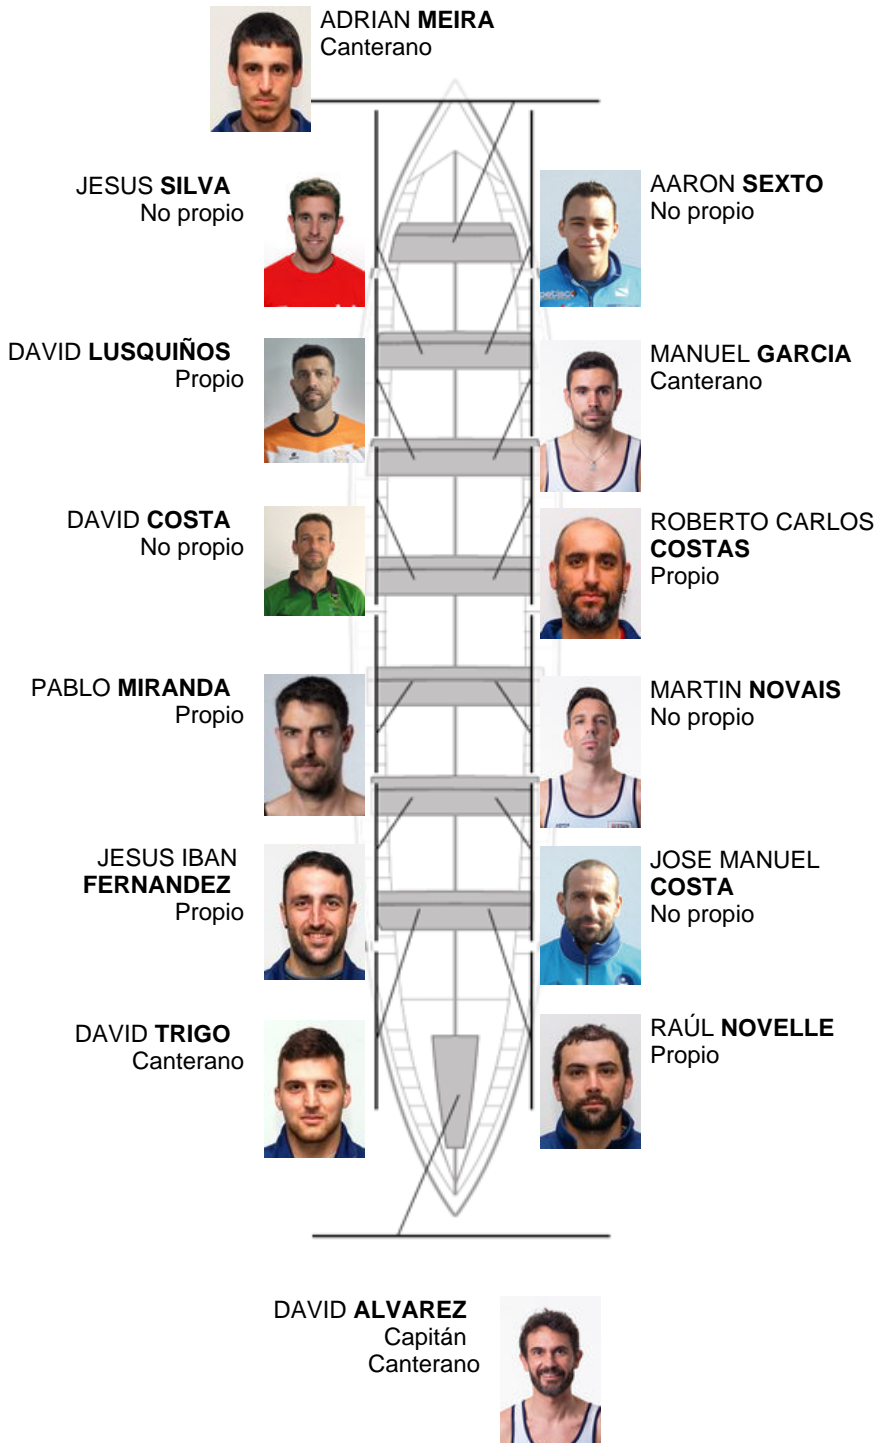 ADRIAN MEIRA
Canterano
JESUS SILVA
No propio
AARON SEXTO
No propio
DAVID LUSQUIÑOS
Propio
MANUEL GARCIA
Canterano
DAVID COSTA
No propio
ROBERTO CARLOS
COSTAS
Propio
PABLO MIRANDA
Propio
MARTIN NOVAIS
No propio
JESUS IBAN
FERNANDEZ
Propio
JOSE MANUEL
COSTA
No propio
DAVID TRIGO
Canterano
RAÚL NOVELLE
Propio
DAVID ALVAREZ
Capitán
Canterano